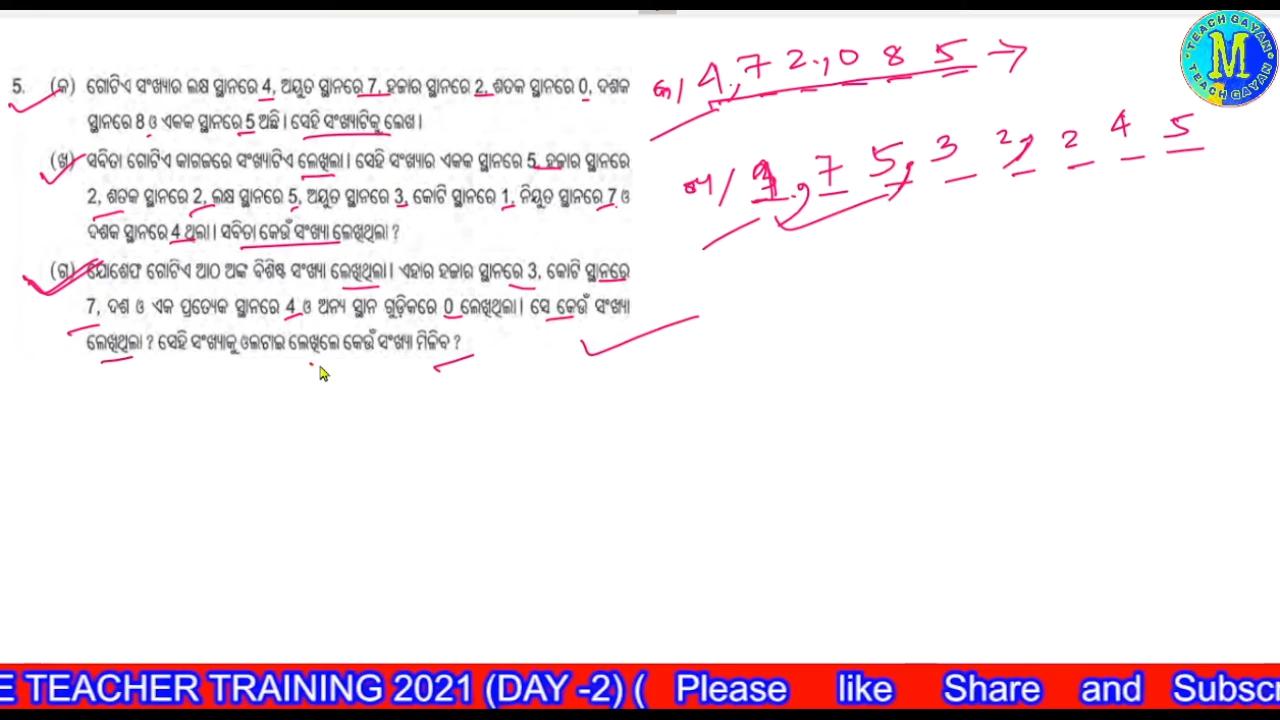 5. (କ) ଗୋଟିଏ ସଂଖ୍ୟାର ଲକ୍ଷ ସ୍ଥାନରେ 4, ଅୟୁତ ସ୍ଥାନରେ 7, ହଜାର ସ୍ଥାନରେ 2, ଶତକ ସ୍ଥାନରେ 0, ଦଶକ
ସ୍ଥାନରେ 8 ଓ ଏକକ ସ୍ଥାନରେ 5 ଅଛି । ସେହି ସଂଖ୍ୟାଟିକୁ ଲେଖ ।
(ଖ) ସବିତା ଗୋଟିଏ କାଗଜରେ ସଂଖ୍ୟାଟିଏ ଲେଖିଲା । ସେହି ସଂଖ୍ୟାର ଏକକ ସ୍ଥାନରେ 5, ହଜାର ସ୍ଥାନରେ
2, ଶତକ ସ୍ଥାନରେ 2, ଲକ୍ଷ ସ୍ଥାନରେ 5, ଅୟୁତ ସ୍ଥାନରେ 3, କୋଟି ସ୍ଥାନରେ 1, ନିୟୁତ ସ୍ଥାନରେ 7 ଓ
ଦଶକ ସ୍ଥାନରେ 4 ଥିଲା । ସବିତା କେଉଁ ସଂଖ୍ୟା ଲେଖିଥିଲା ?
(ଗ) ଯୋଶେଫ ଗୋଟିଏ ଆଠ ଅଙ୍କ ବିଶିଷ୍ଟ ସଂଖ୍ୟା ଲେଖିଥିଲା । ଏହାର ହଜାର ସ୍ଥାନରେ 3, କୋଟି ସ୍ଥାନରେ
7, ଦଶ ଓ ଏକ ପ୍ରତ୍ୟେକ ସ୍ଥାନରେ 4 ଓ ଅନ୍ୟ ସ୍ଥାନ ଗୁଡ଼ିକରେ 0 ଲେଖିଥିଲା । ସେ କେଉଁ ସଂଖ୍ୟା
ଲେଖିଥିଲା ? ସେହି ସଂଖ୍ୟାକୁ ଓଲଟାଇ ଲେଖିଲେ କେଉଁ ସଂଖ୍ୟା ମିଳିବ ?
କ/ 4,72,085 →
ଖ/ 1,75,32,245
TEACH GAYAN
M
TEACH GAYAN
E TEACHER TRAINING 2021 (DAY -2) ( Please like Share and Subscr